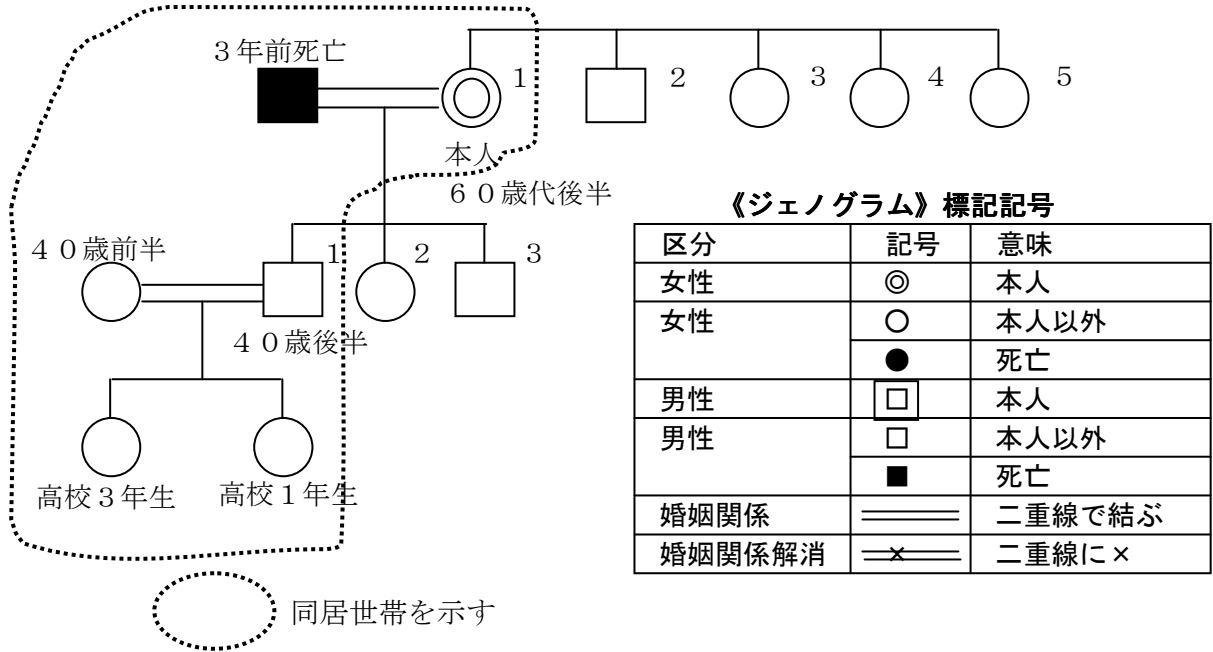 ３年前死亡
1
2
3
4
5
本人
６０歳代後半
４０歳前半
1
2
3
４０歳後半
高校３年生
高校１年生
同居世帯を示す
《ジェノグラム》標記記号
区分 記号 意味
女性 ◎ 本人
女性 ○ 本人以外
● 死亡
男性 □ 本人
男性 □ 本人以外
■ 死亡
婚姻関係 二重線で結ぶ
婚姻関係解消 × 二重線に×